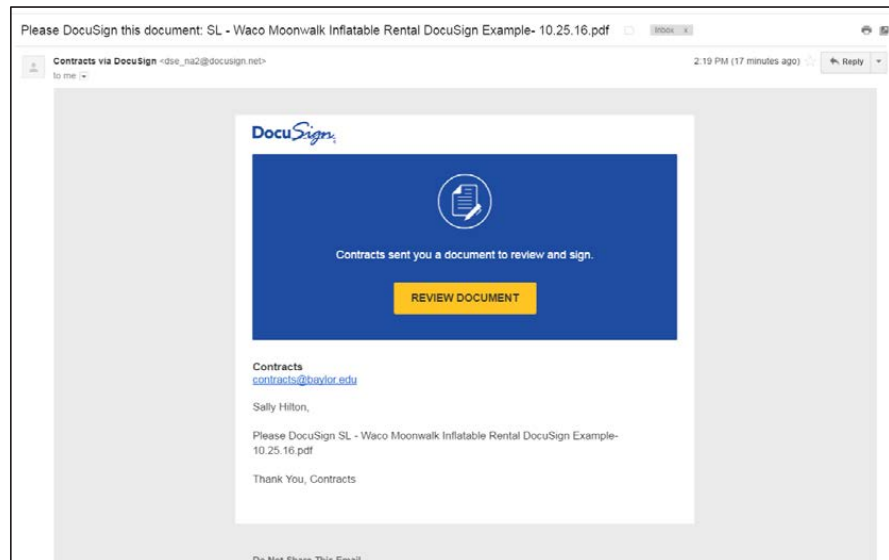 Please DocuSign this document: SL - Waco Moonwalk Inflatable Rental DocuSign Example- 10.25.16.pdf
Inbox x
Contracts via DocuSign <dse_na2@docusign.net>
2:19 PM (17 minutes ago)
Reply
to me
DocuSign
Contracts sent you a document to review and sign.
REVIEW DOCUMENT
Contracts
contracts@baylor.edu
Sally Hilton,
Please DocuSign SL - Waco Moonwalk Inflatable Rental DocuSign Example-
10.25.16.pdf
Thank You, Contracts
Do Not Share This Email